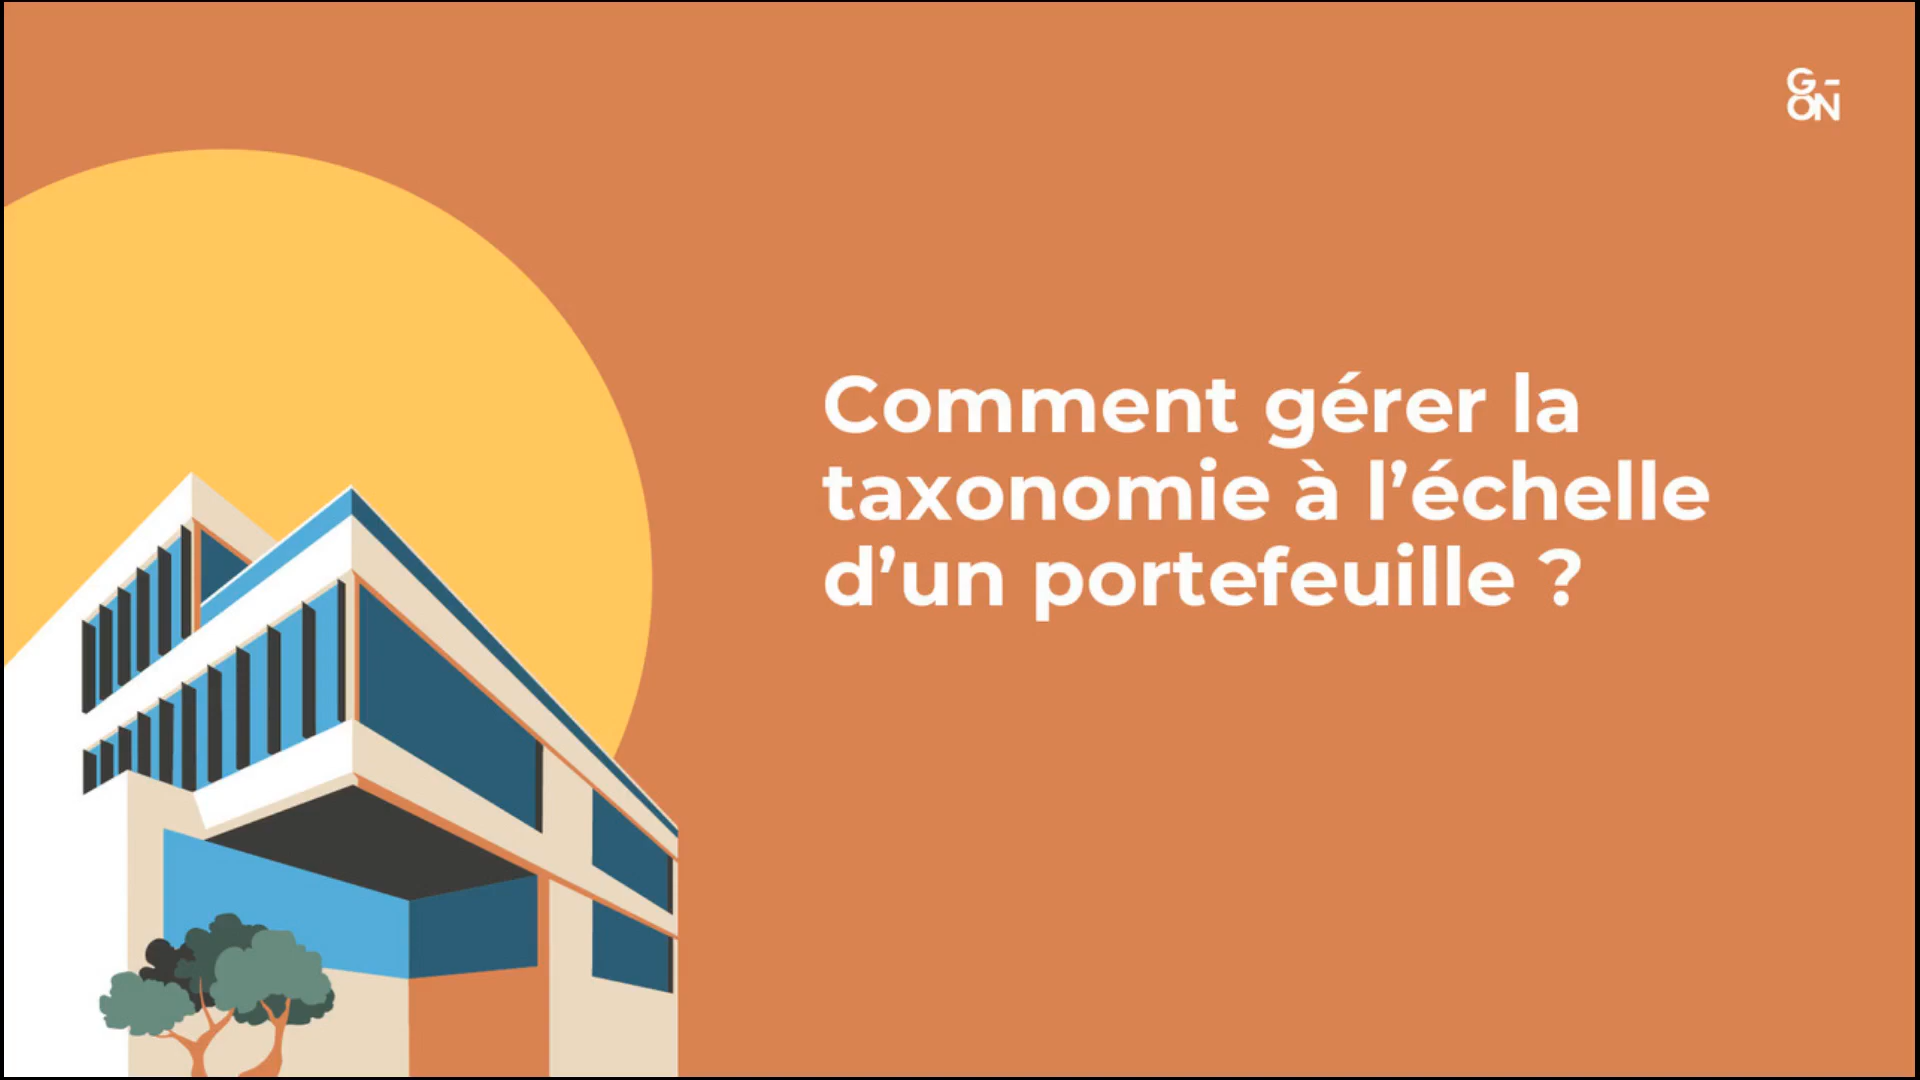 G-
ON
Comment gérer la
taxonomie à l’échelle
d’un portefeuille ?